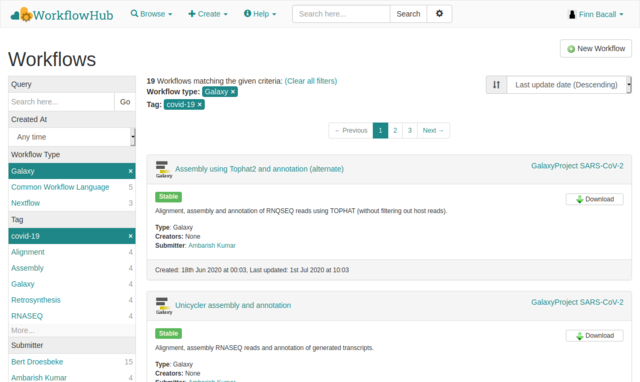 WorkflowHub
Browse
Create
Help
Search here...
Search
Finn Bacall
New Workflow
Workflows
Query
Search here...
Go
Created At
Any time
Workflow Type
Galaxy ×
Common Workflow Language 5
Nextflow 3
Tag
covid-19 ×
Alignment 4
Assembly 4
Galaxy 4
Retrosynthesis 4
RNASEQ 4
More...
Submitter
Bert Droesbeke 15
Ambarish Kumar 4
19 Workflows matching the given criteria: (Clear all filters)
Workflow type: Galaxy ×
Tag: covid-19 ×
Last update date (Descending)
← Previous 1 2 3 Next →
Galaxy
Assembly using Tophat2 and annotation (alternate)
GalaxyProject SARS-CoV-2
Stable
Download
Alignment, assembly and annotation of RNQSEQ reads using TOPHAT (without filtering out host reads).
Type: Galaxy
Creators: None
Submitter: Ambarish Kumar
Created: 18th Jun 2020 at 00:03, Last updated: 1st Jul 2020 at 10:03
Galaxy
Unicycler assembly and annotation
GalaxyProject SARS-CoV-2
Stable
Download
Alignment, assembly RNASEQ reads and annotation of generated transcripts.
Type: Galaxy
Creators: None
Submitter: Ambarish Kumar